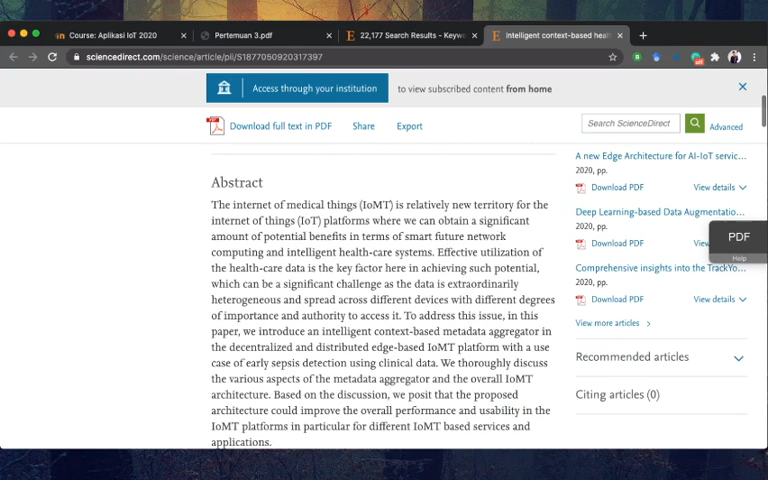 Course: Aplikasi IoT 2020
Pertemuan 3.pdf
22,177 Search Results - Keyw
Intelligent context-based heal
sciencedirect.com/science/article/pii/S1877050920317397
Access through your institution
to view subscribed content from home
Download full text in PDF
Share
Export
Search ScienceDirect
Advanced
Abstract
The internet of medical things (IoMT) is relatively new territory for the
internet of things (IoT) platforms where we can obtain a significant
amount of potential benefits in terms of smart future network
computing and intelligent health-care systems. Effective utilization of
the health-care data is the key factor here in achieving such potential,
which can be a significant challenge as the data is extraordinarily
heterogeneous and spread across different devices with different degrees
of importance and authority to access it. To address this issue, in this
paper, we introduce an intelligent context-based metadata aggregator in
the decentralized and distributed edge-based IoMT platform with a use
case of early sepsis detection using clinical data. We thoroughly discuss
the various aspects of the metadata aggregator and the overall IoMT
architecture. Based on the discussion, we posit that the proposed
architecture could improve the overall performance and usability in the
IoMT platforms in particular for different IoMT based services and
applications.
A new Edge Architecture for AI-IoT servic...
2020, pp.
Download PDF
View details
Deep Learning-based Data Augmentatio...
2020, pp.
Download PDF
View
Comprehensive insights into the TrackYo...
2020, pp.
Download PDF
View details
View more articles
Recommended articles
Citing articles (0)
PDF
Help